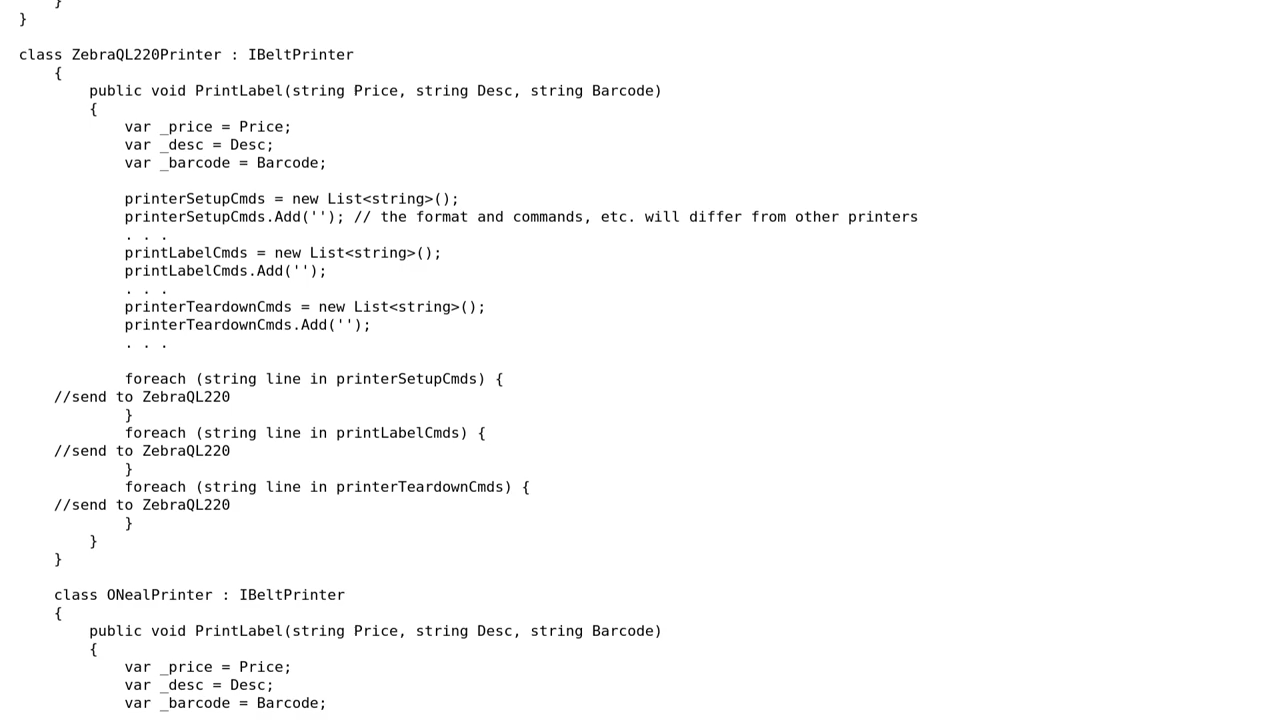 }
}
class ZebraQL220Printer : IBeltPrinter
{
public void PrintLabel(string Price, string Desc, string Barcode)
{
var _price = Price;
var _desc = Desc;
var _barcode = Barcode;
printerSetupCmds = new List<string>();
printerSetupCmds.Add(''); // the format and commands, etc. will differ from other printers
. . .
printLabelCmds = new List<string>();
printLabelCmds.Add('');
. . .
printerTeardownCmds = new List<string>();
printerTeardownCmds.Add('');
. . .
foreach (string line in printerSetupCmds) {
//send to ZebraQL220
}
foreach (string line in printLabelCmds) {
//send to ZebraQL220
}
foreach (string line in printerTeardownCmds) {
//send to ZebraQL220
}
}
}
class ONealPrinter : IBeltPrinter
{
public void PrintLabel(string Price, string Desc, string Barcode)
{
var _price = Price;
var _desc = Desc;
var _barcode = Barcode;